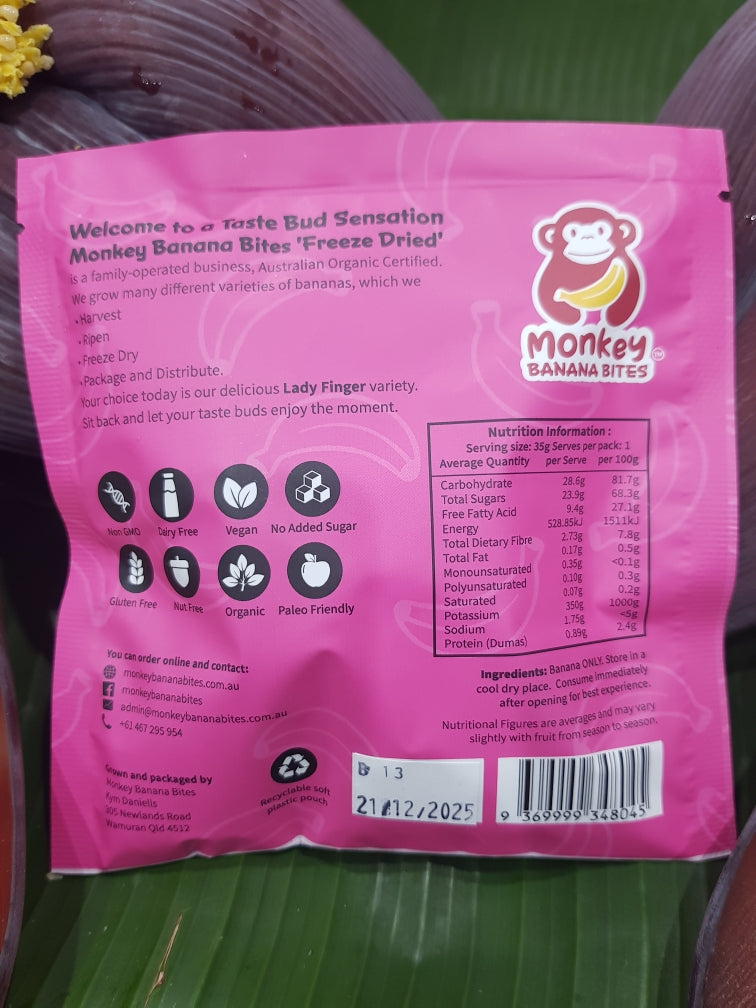 Welcome to a Taste Bud Sensation
Monkey Banana Bites 'Freeze Dried'
is a family-operated business, Australian Organic Certified.
We grow many different varieties of bananas, which we
•Harvest
•Ripen
•Freeze Dry
•Package and Distribute.
Your choice today is our delicious Lady Finger variety.
Sit back and let your taste buds enjoy the moment.
Monkey TM
BANANA BITES
Nutrition Information :
Serving size: 35g Serves per pack: 1
Average Quantity per Serve per 100g
Carbohydrate 28.6g 81.7g
Total Sugars 23.9g 68.3g
Free Fatty Acid 9.4g 27.1g
Energy 528.85kJ 1511kJ
Total Dietary Fibre 2.73g 7.8g
Total Fat 0.17g 0.5g
Monounsaturated 0.35g <0.1g
Polyunsaturated 0.10g 0.3g
Saturated 0.07g 0.2g
Potassium 350g 1000g
Sodium 1.75g <5g
Protein (Dumas) 0.89g 2.4g
Non GMO Dairy Free Vegan No Added Sugar
Gluten Free Nut Free Organic Paleo Friendly
You can order online and contact:
monkeybananabites.com.au
monkeybananabites
admin@monkeybananabites.com.au
+61 467 295 954
Ingredients: Banana ONLY. Store in a
cool dry place. Consume immediately
after opening for best experience.
Nutritional Figures are averages and may vary
slightly with fruit from season to season.
Grown and packaged by
Monkey Banana Bites
Kym Daniells
305 Newlands Road
Wamuran Qld 4512
Recyclable soft
plastic pouch
B 13
21/12/2025
9 369999 348045